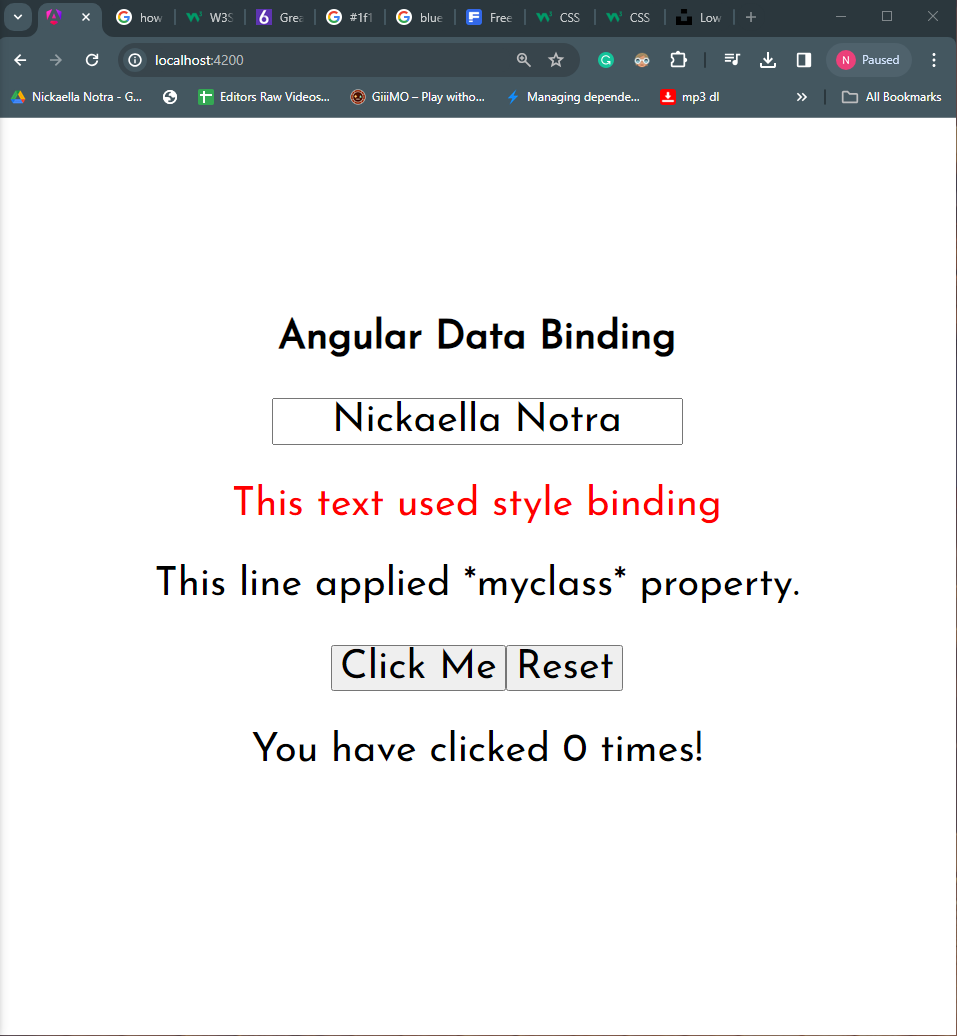 how
W3S
Grea
#1f1
blue
Free
CSS
CSS
Low
localhost:4200
N Paused
Nickaella Notra - G...
Editors Raw Videos...
GiiiMO – Play witho...
Managing depende...
mp3 dl
All Bookmarks
Angular Data Binding
Nickaella Notra
This text used style binding
This line applied *myclass* property.
Click Me Reset
You have clicked 0 times!